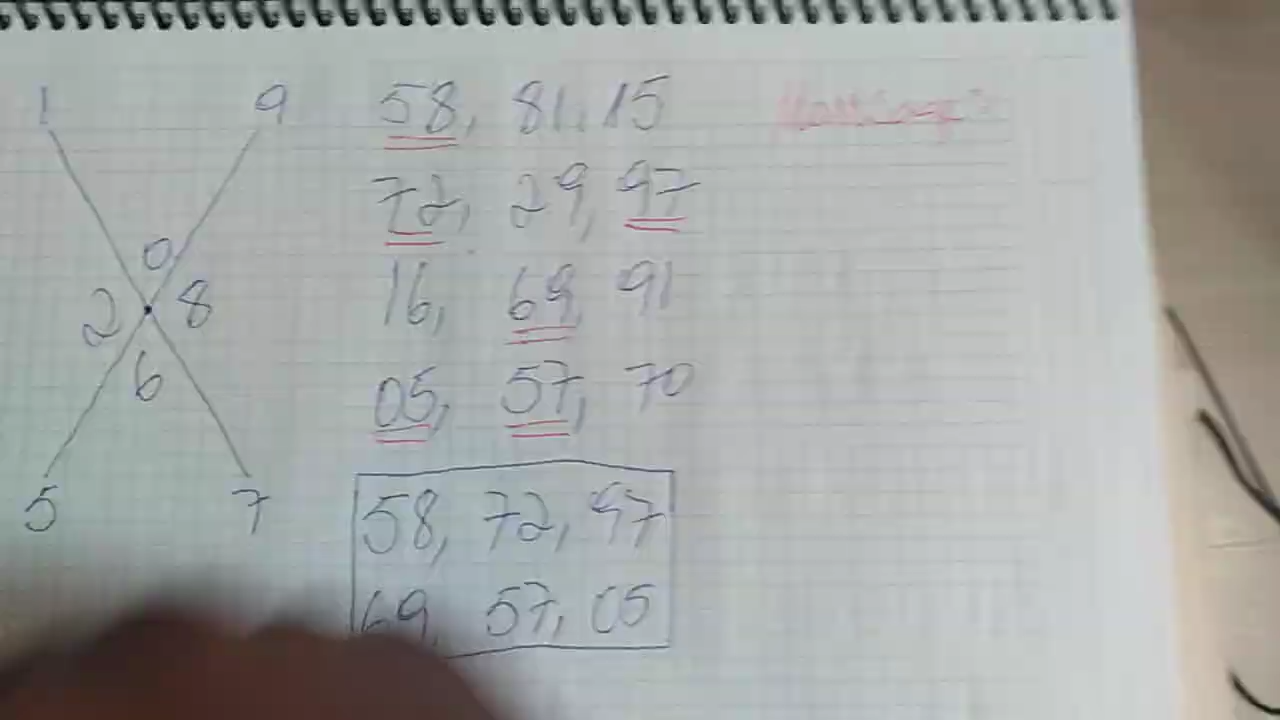 1 9
0
2 8
6
5 7
58, 81, 15
72, 29, 97
16, 69, 91
05, 57, 70
58, 72, 97
69, 57, 05